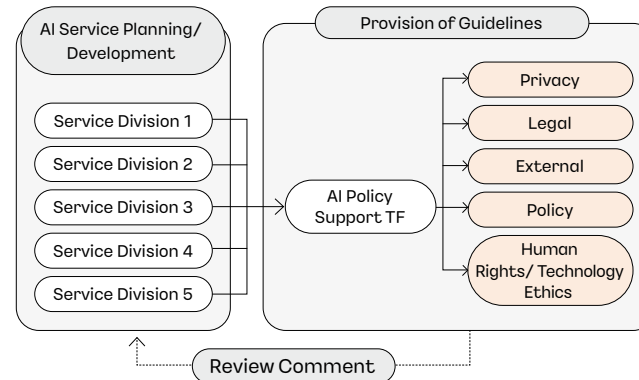 AI Service Planning/
Development
Service Division 1
Service Division 2
Service Division 3
Service Division 4
Service Division 5
Provision of Guidelines
AI Policy
Support TF
Privacy
Legal
External
Policy
Human
Rights/ Technology
Ethics
Review Comment